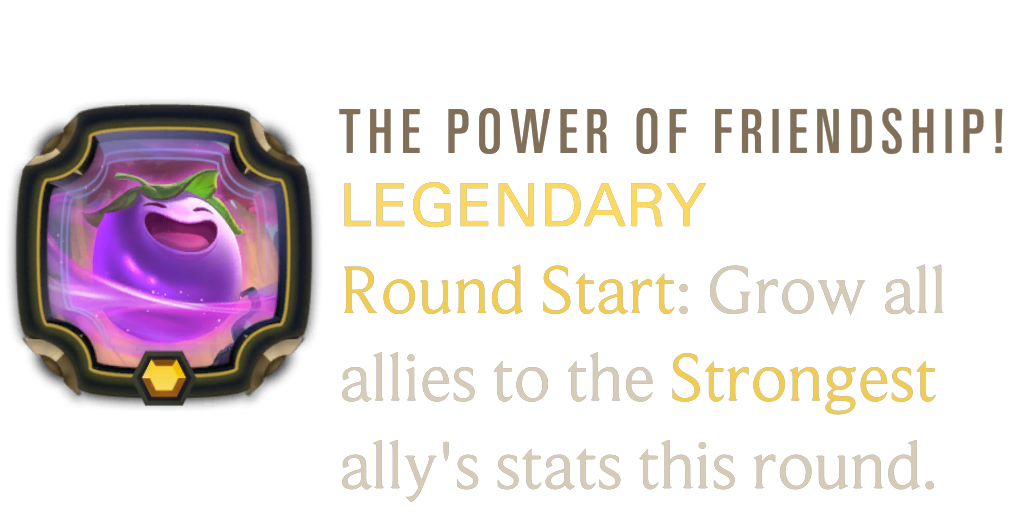 THE POWER OF FRIENDSHIP!
LEGENDARY
Round Start: Grow all
allies to the Strongest
ally's stats this round.